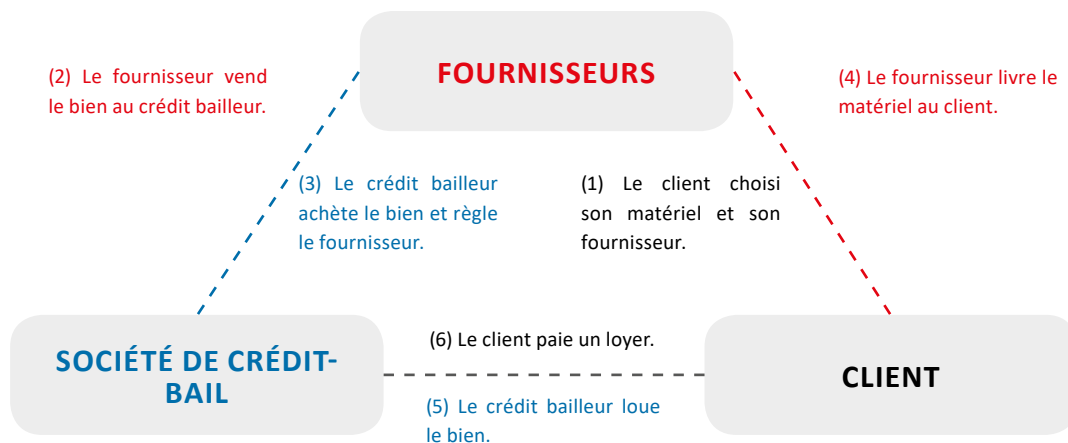 FOURNISSEURS
(2) Le fournisseur vend
le bien au crédit bailleur.
(4) Le fournisseur livre le
matériel au client.
(3) Le crédit bailleur
achète le bien et règle
le fournisseur.
(1) Le client choisi
son matériel et son
fournisseur.
SOCIÉTÉ DE CRÉDIT-
BAIL
(6) Le client paie un loyer.
CLIENT
(5) Le crédit bailleur loue
le bien.